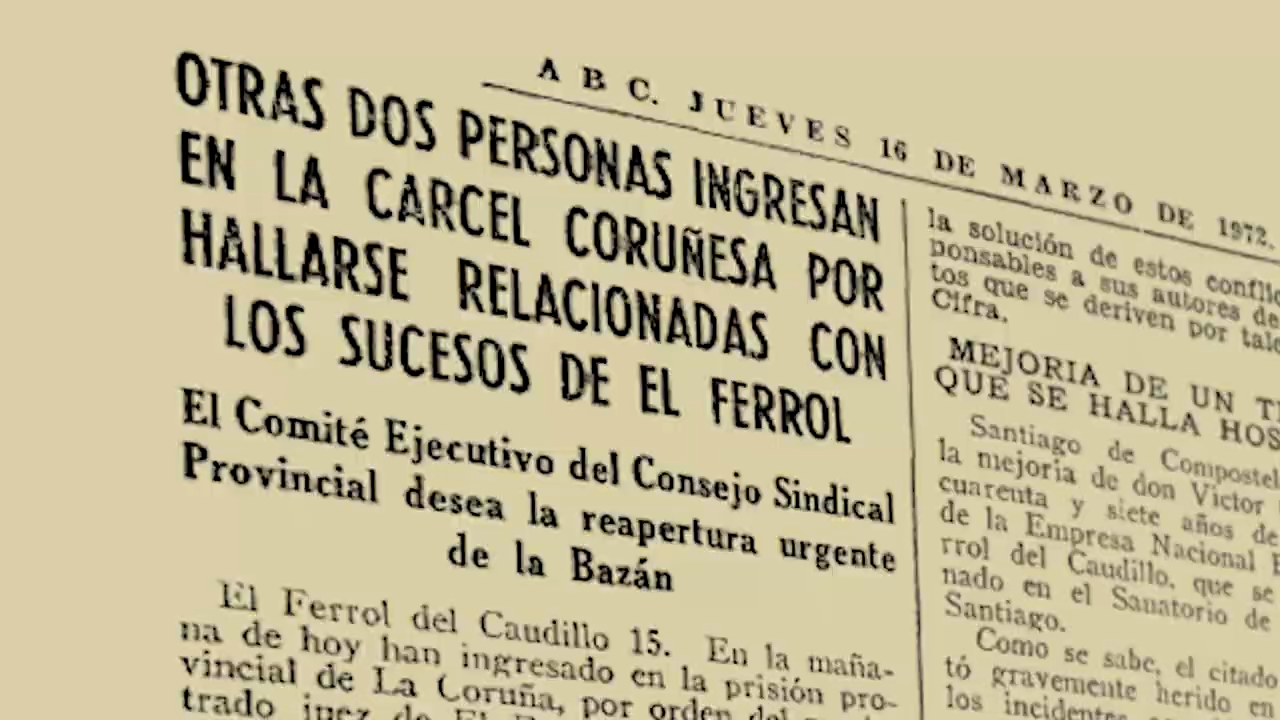 A B C. JUEVES 16 DE MARZO DE 1972.
OTRAS DOS PERSONAS INGRESAN
EN LA CARCEL CORUÑESA POR
HALLARSE RELACIONADAS CON
LOS SUCESOS DE EL FERROL
El Comité Ejecutivo del Consejo Sindical
Provincial desea la reapertura urgente
de la Bazán
El Ferrol del Caudillo 15. En la maña-
na de hoy han ingresado en la prisión pro-
vincial de La Coruña, por orden del
trado juez de El
la solución de estos
ponsables a sus autores de
tos que se deriven por
Cifra.
MEJORIA DE UN
QUE SE HALLA
Santiago de
la mejoría de don Víctor
cuarenta y siete años de
de la Empresa Nacional
rrol del Caudillo, que se
nado en el Sanatorio de
Santiago.
Como se sabe, el citado
tó gravemente herido en
los incidentes